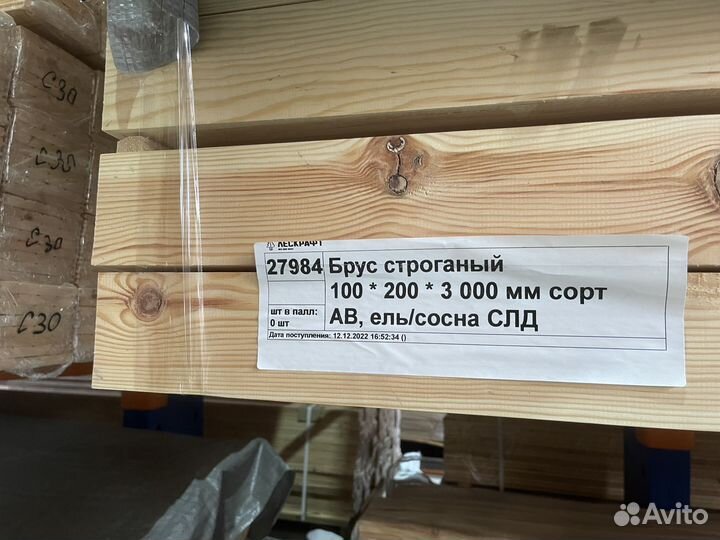 С30
С30
С30
С30
ЛЕСКРАФТ
27984 Брус строганый
100 * 200 * 3 000 мм сорт
шт в палл: АВ, ель/сосна СЛД
0 шт
Дата поступления: 12.12.2022 16:52:34 ()
Avito